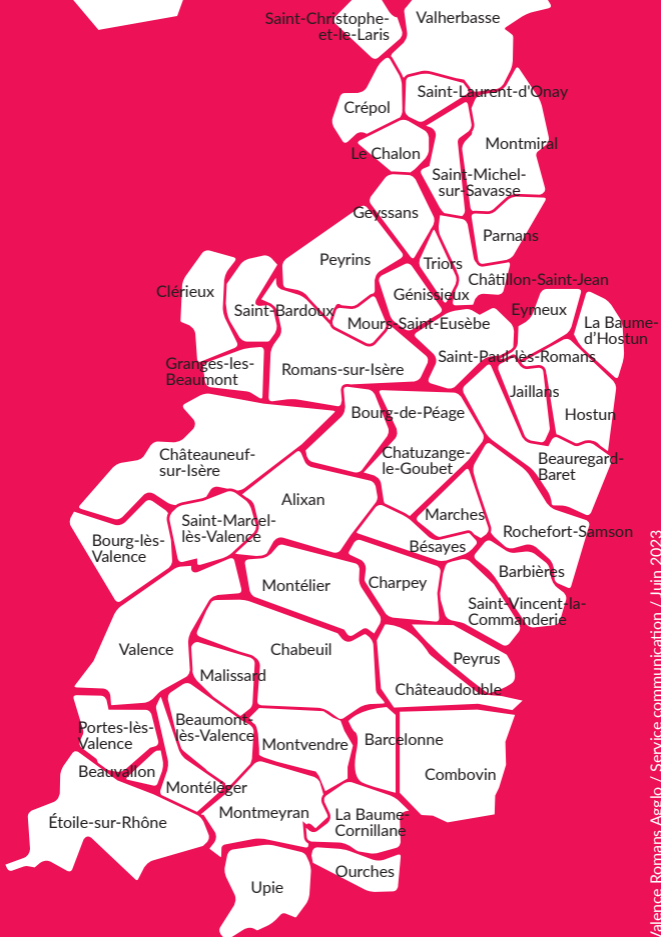 Saint-Christophe-
et-le-Laris
Valherbasse
Saint-Laurent-d'Onay
Crépol
Montmiral
Le Chalon
Saint-Michel-
sur-Savasse
Geyssans
Parnans
Peyrins
Triors
Châtillon-Saint-Jean
Clérieux
Génissieux
Saint-Bardoux
Eymeux
Mours-Saint-Eusèbe
La Baume-
d'Hostun
Saint-Paul-lès-Romans
Granges-les-
Beaumont
Romans-sur-Isère
Jaillans
Bourg-de-Péage
Hostun
Châteauneuf-
sur-Isère
Chatuzange-
le-Goubet
Beauregard-
Baret
Alixan
Marches
Saint-Marcel-
lès-Valence
Rochefort-Samson
Bourg-lès-
Valence
Bésayes
Barbières
Montélier
Charpey
Saint-Vincent-la-
Commanderie
Valence
Chabeuil
Peyrus
Malissard
Châteaudouble
Beaumont-
lès-Valence
Portes-lès-
Valence
Montvendre
Barcelonne
Beauvallon
Combovin
Montéléger
Étoile-sur-Rhône
Montmeyran
La Baume-
Cornillane
Ourches
Upie
Valence Romans Agglo / Service communication / Juin 2023